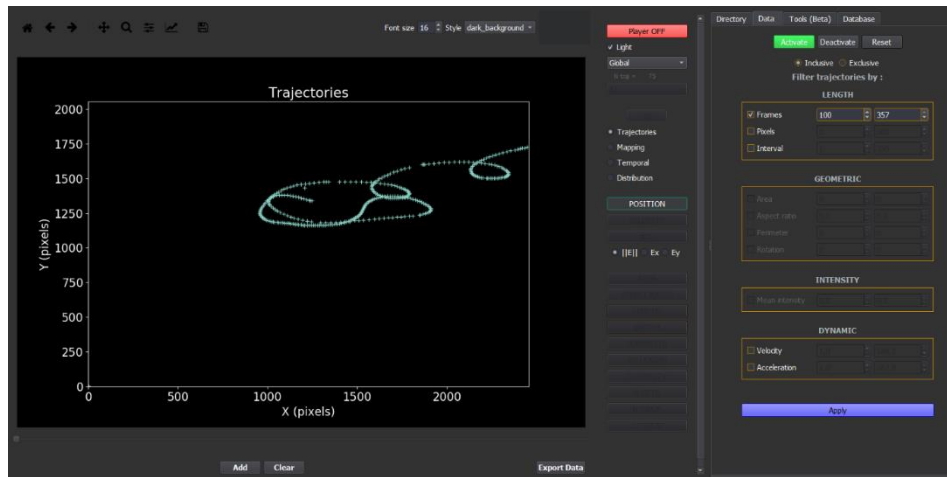 Font size 16 Style dark_background
Trajectories
2000
1750
1500
1250
1000
750
500
250
0
Y (pixels)
0 500 1000 1500 2000
X (pixels)
Add Clear Export Data
Player OFF
Light
Global
Trajectories
Mapping
Temporal
Distribution
POSITION
||E|| Ex Ey
Directory Data Tools (Beta) Database
Activate Deactivate Reset
Inclusive Exclusive
Filter trajectories by :
LENGTH
Frames 100 357
Pixels
Interval
GEOMETRIC
Area
Aspect ratio
Perimeter
Rotation
INTENSITY
Mean intensity
DYNAMIC
Velocity
Acceleration
Apply